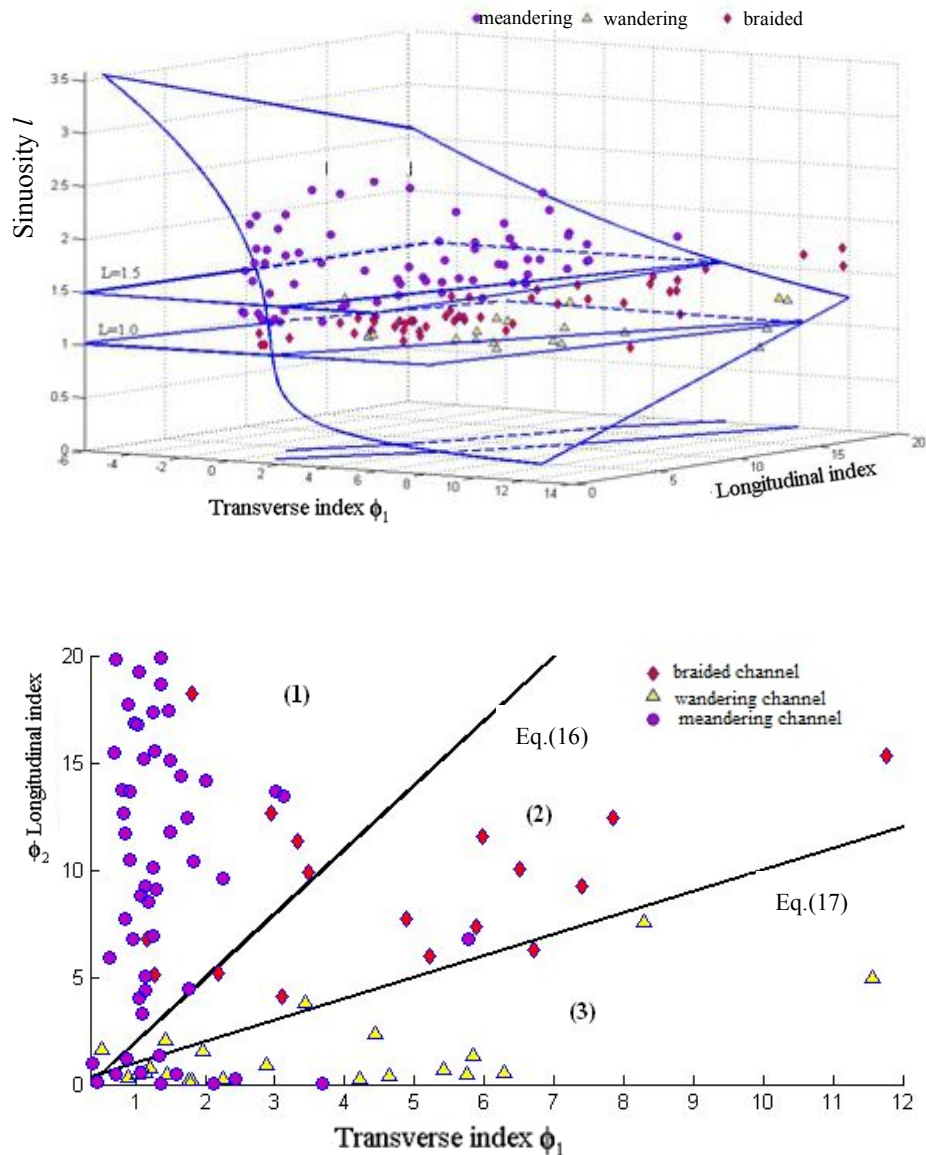 meandering wandering braided
Sinuosity l
3.5
3
2.5
2
1.5
1
0.5
0
L=1.5
L=1.0
-6 -4 -2 0 2 4 6 8 10 12 14
0 5 10 15 20
Transverse index ϕ1
Longitudinal index
20
15
10
5
0
ϕ2 Longitudinal index
(1)
braided channel
wandering channel
meandering channel
Eq.(16)
(2)
Eq.(17)
(3)
1 2 3 4 5 6 7 8 9 10 11 12
Transverse index ϕ1